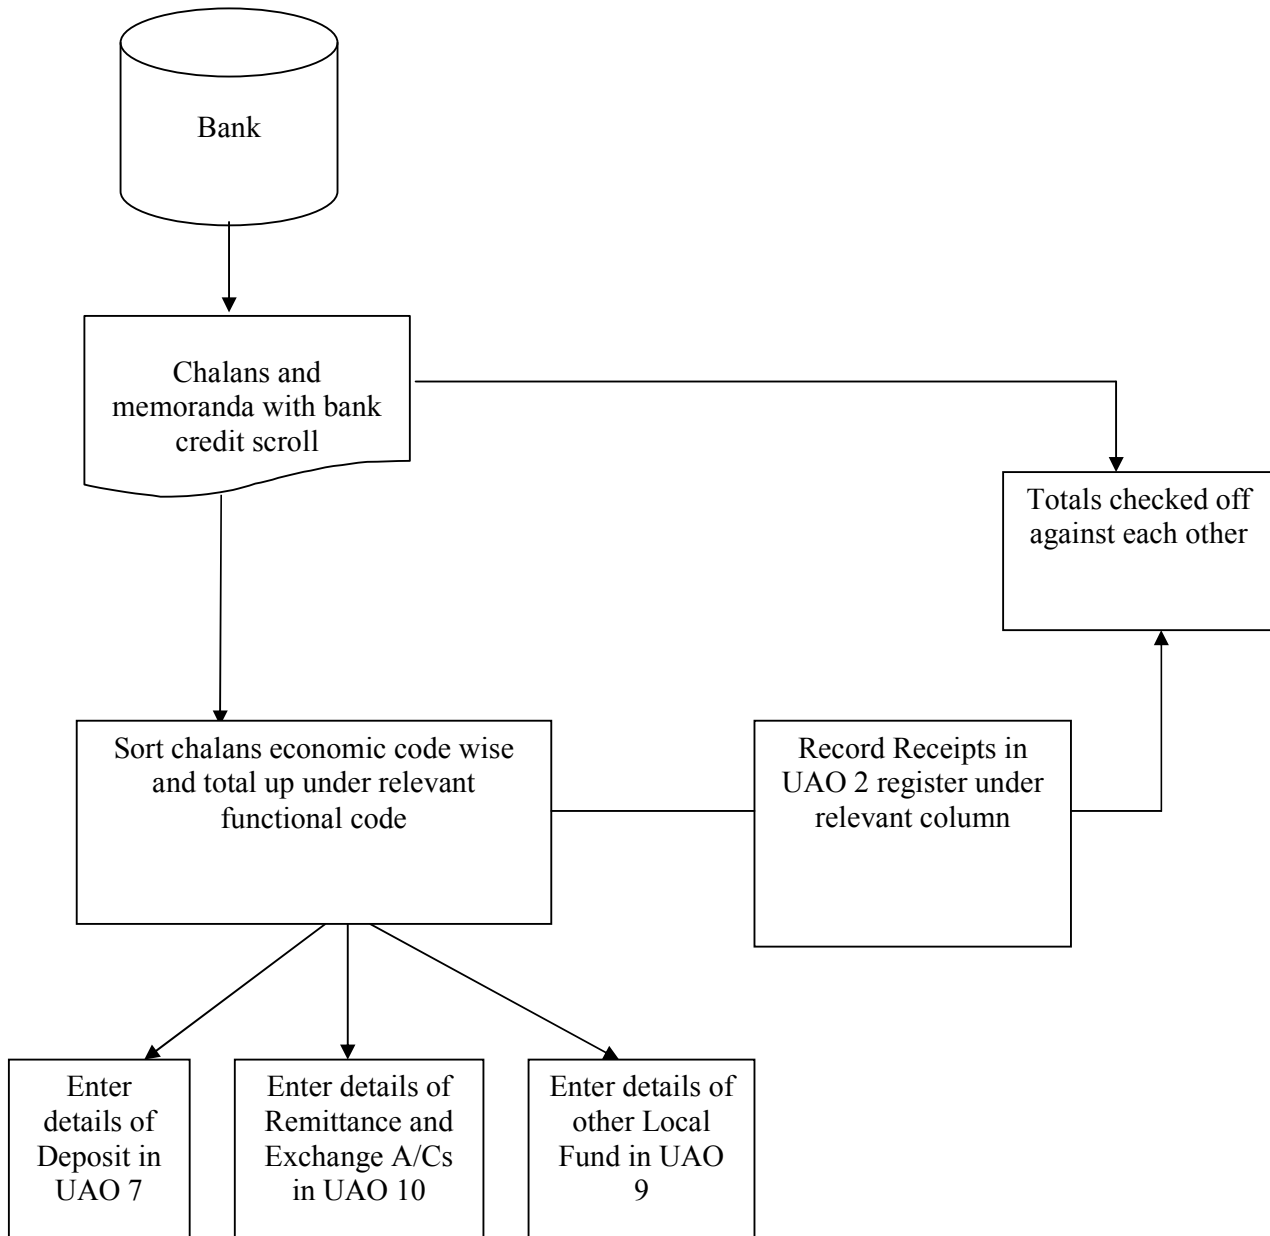 Bank
Chalans and
memoranda with bank
credit scroll
Totals checked off
against each other
Sort chalans economic code wise
and total up under relevant
functional code
Record Receipts in
UAO 2 register under
relevant column
Enter
details of
Deposit in
UAO 7
Enter details of
Remittance and
Exchange A/Cs
in UAO 10
Enter details of
other Local
Fund in UAO
9